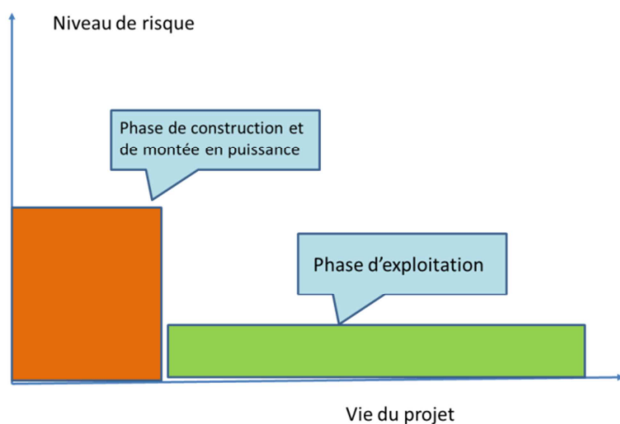 Niveau de risque
Phase de construction et
de montée en puissance
Phase d’exploitation
Vie du projet